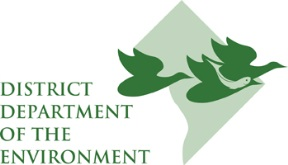 DISTRICT
DEPARTMENT
OF THE
ENVIRONMENT